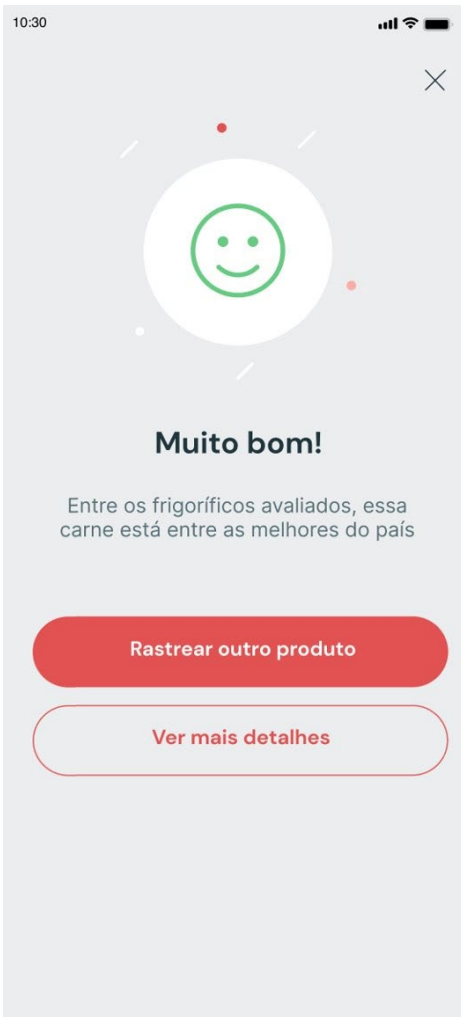 10:30
Muito bom!
Entre os frigoríficos avaliados, essa
carne está entre as melhores do país
Rastrear outro produto
Ver mais detalhes